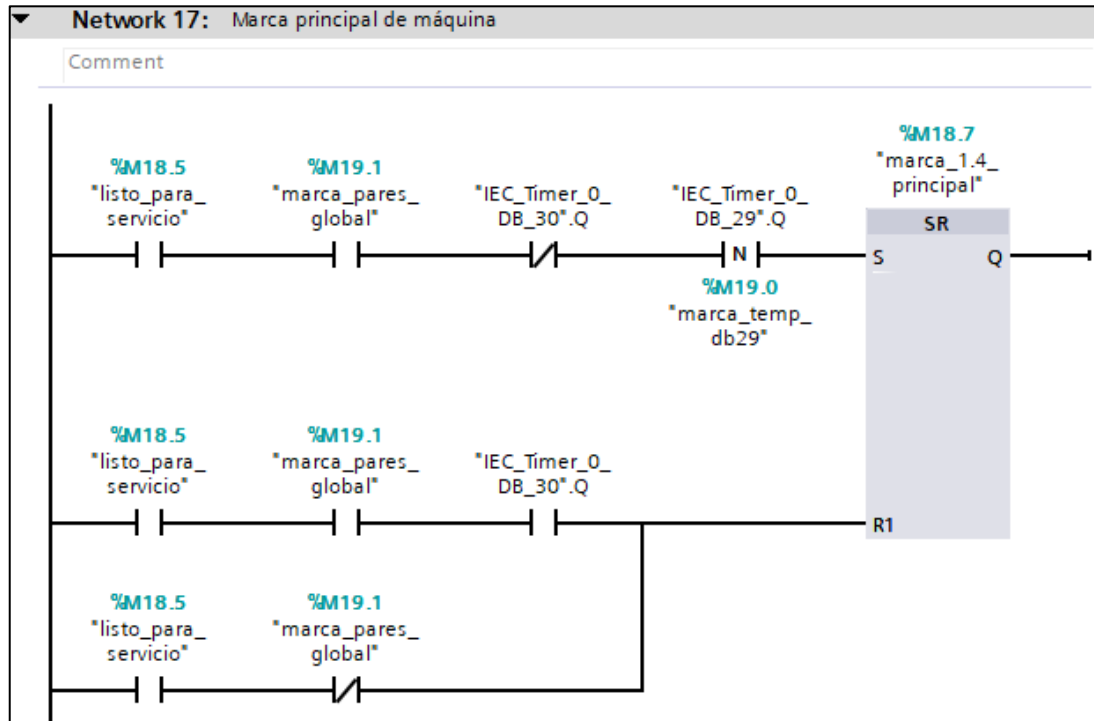 Network 17: Marca principal de máquina
Comment
%M18.7
"marca_1.4_
principal"
%M18.5
"listo_para_
servicio"
%M19.1
"marca_pares_
global"
"IEC_Timer_0_
DB_30".Q
"IEC_Timer_0_
DB_29".Q
N
%M19.0
"marca_temp_
db29"
SR
S
Q
%M18.5
"listo_para_
servicio"
%M19.1
"marca_pares_
global"
"IEC_Timer_0_
DB_30".Q
R1
%M18.5
"listo_para_
servicio"
%M19.1
"marca_pares_
global"